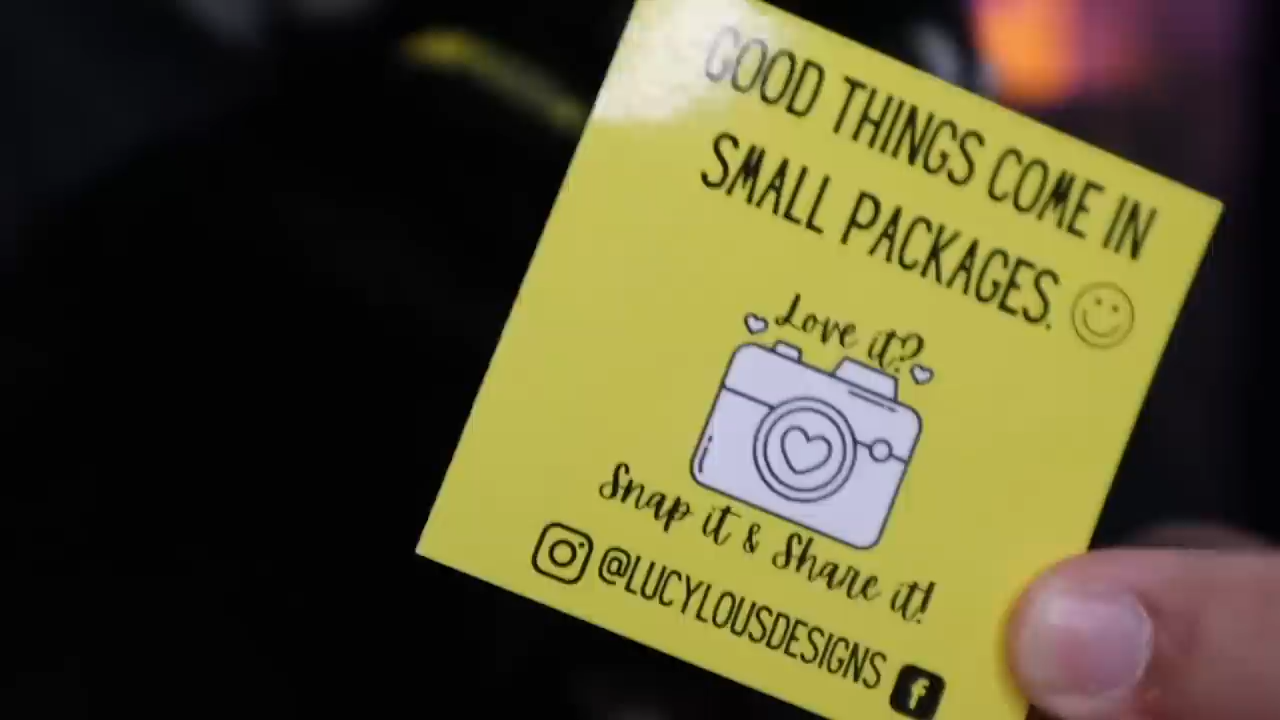 GOOD THINGS COME IN
SMALL PACKAGES.
Love it?
Snap it & Share it!
@LUCYLOUSDESIGNS